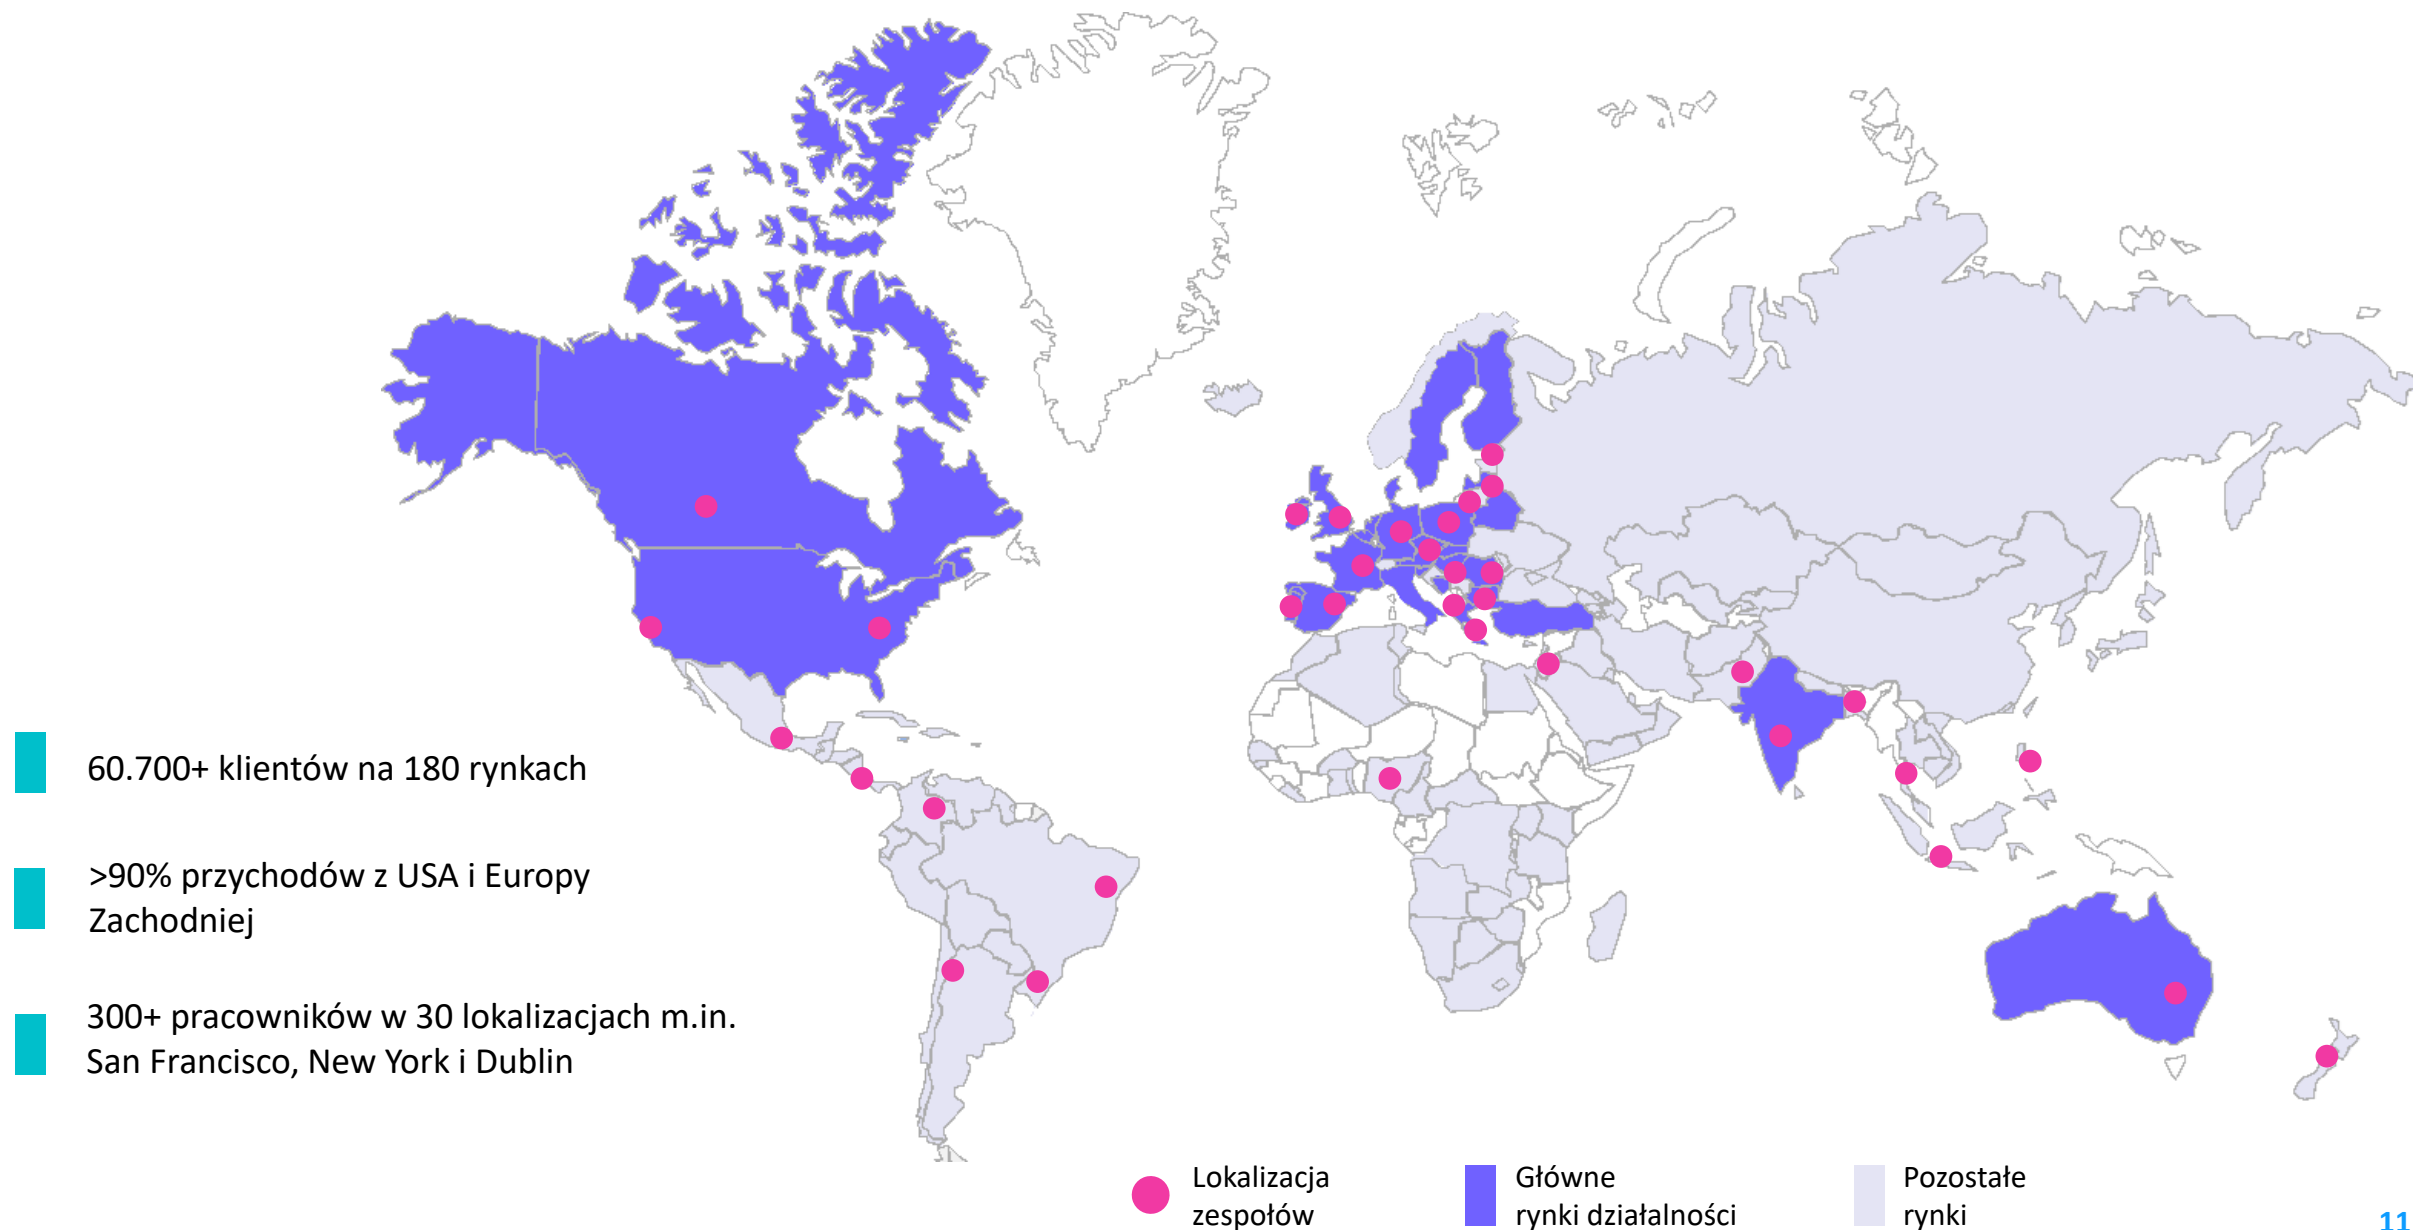 60.700+ klientów na 180 rynkach
>90% przychodów z USA i Europy
Zachodniej
300+ pracowników w 30 lokalizacjach m.in.
San Francisco, New York i Dublin
Lokalizacja
zespołów
Główne
rynki działalności
Pozostałe
rynki
11